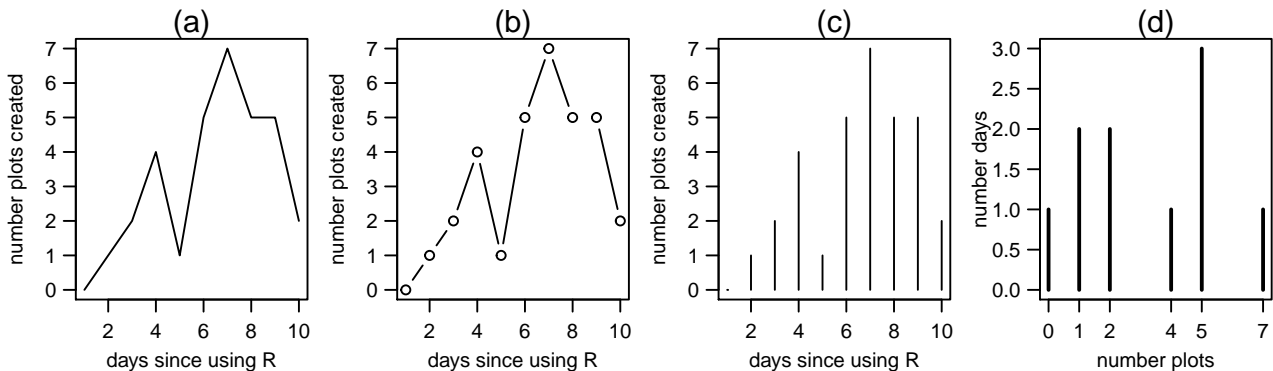 (a)
number plots created
7
6
5
4
3
2
1
0
2 4 6 8 10
days since using R
(b)
number plots created
7
6
5
4
3
2
1
0
2 4 6 8 10
days since using R
(c)
number plots created
7
6
5
4
3
2
1
0
2 4 6 8 10
days since using R
(d)
number days
3.0
2.5
2.0
1.5
1.0
0.5
0.0
0 1 2 4 5 7
number plots